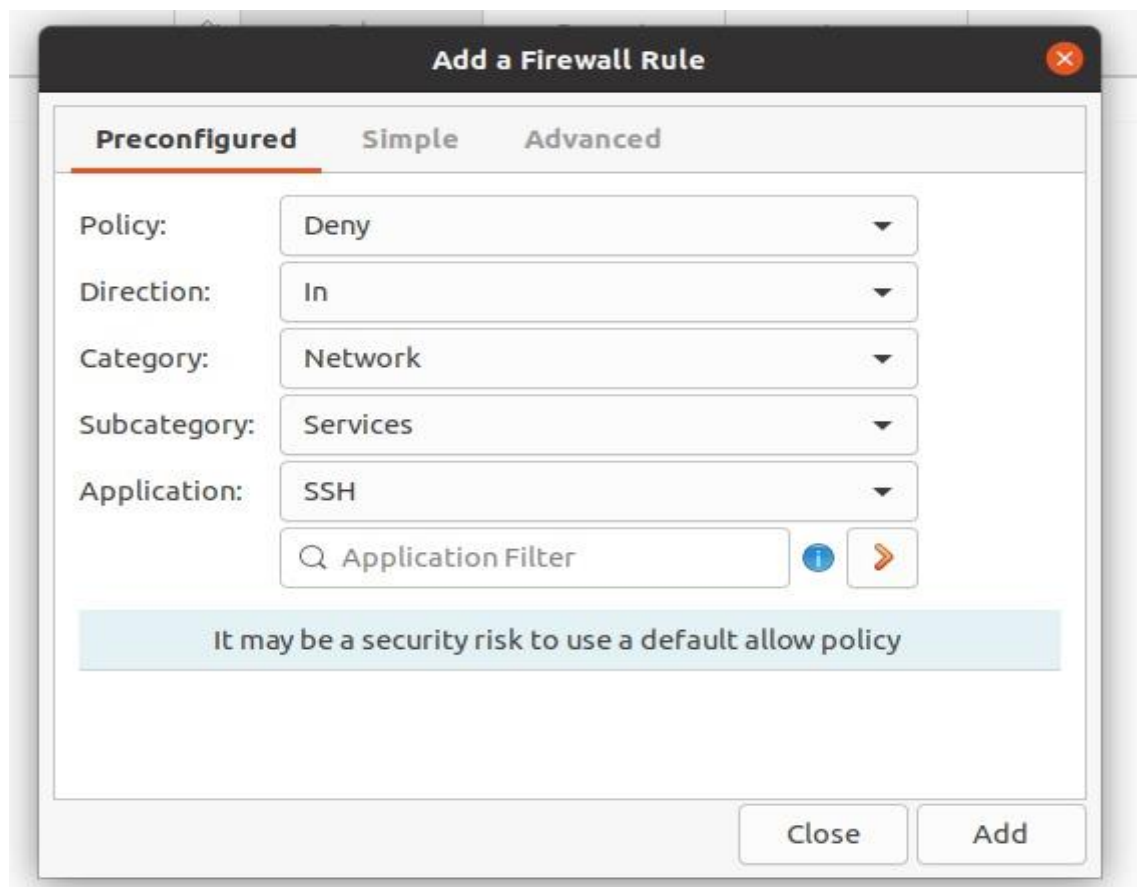 Add a Firewall Rule
Preconfigured Simple Advanced
Policy: Deny
Direction: In
Category: Network
Subcategory: Services
Application: SSH
Application Filter
It may be a security risk to use a default allow policy
Close Add